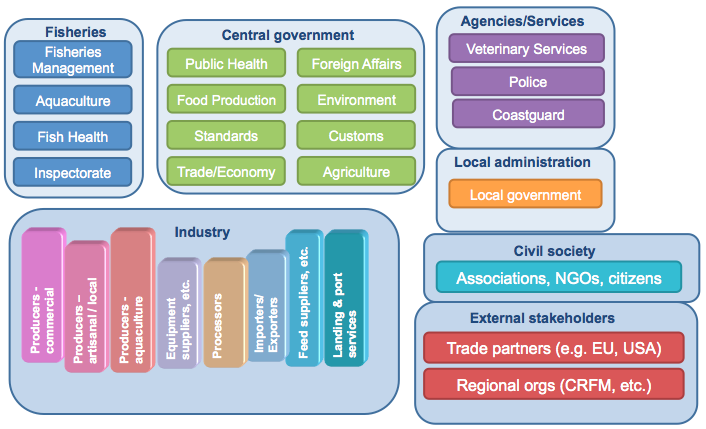 Fisheries
Fisheries
Management
Aquaculture
Fish Health
Inspectorate
Central government
Public Health
Foreign Affairs
Food Production
Environment
Standards
Customs
Trade/Economy
Agriculture
Agencies/Services
Veterinary Services
Police
Coastguard
Local administration
Local government
Industry
Producers -
commercial
Producers –
artisanal / local
Producers -
aquaculture
Equipment
suppliers, etc.
Processors
Importers/
Exporters
Feed suppliers, etc.
Landing & port
services
Civil society
Associations, NGOs, citizens
External stakeholders
Trade partners (e.g. EU, USA)
Regional orgs (CRFM, etc.)